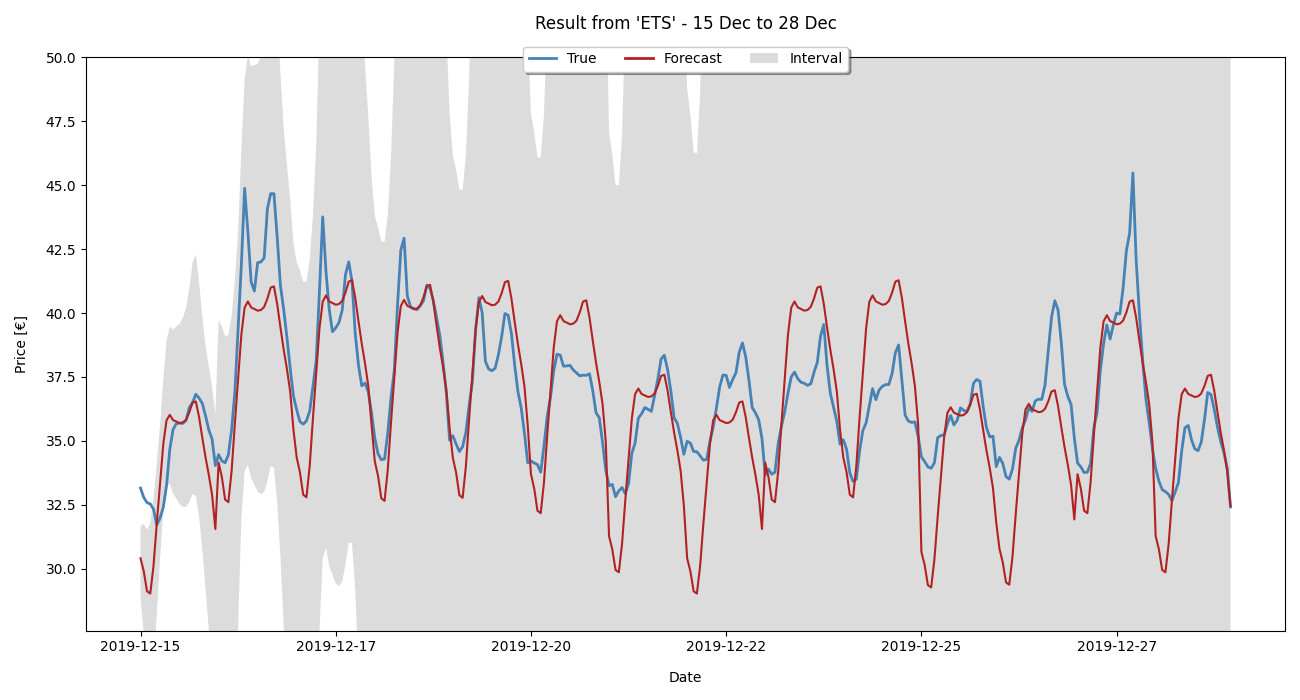 Result from 'ETS' - 15 Dec to 28 Dec
True Forecast Interval
50.0
47.5
45.0
42.5
40.0
37.5
35.0
32.5
30.0
Price [€]
2019-12-15 2019-12-17 2019-12-20 2019-12-22 2019-12-25 2019-12-27
Date